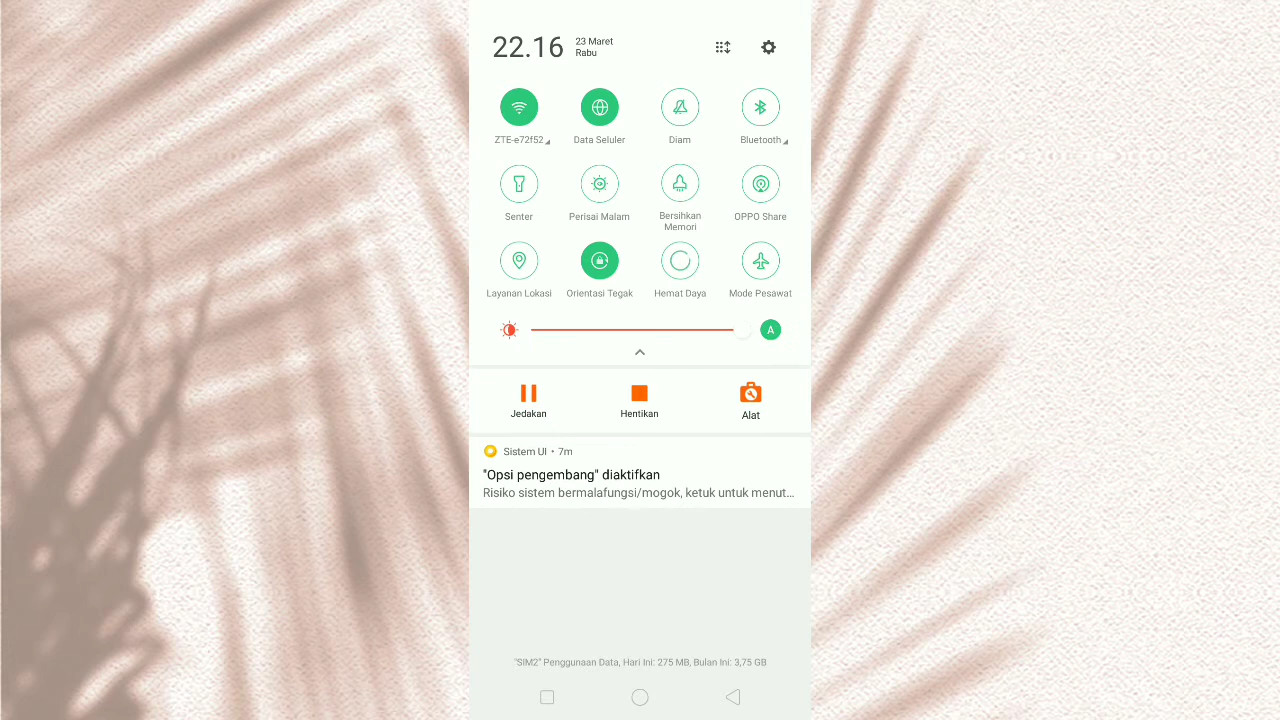 22.16
23 Maret
Rabu
ZTE-e72f52
Data Seluler
Diam
Bluetooth
Senter
Perisai Malam
Bersihkan
Memori
OPPO Share
Layanan Lokasi
Orientasi Tegak
Hemat Daya
Mode Pesawat
A
Jedakan
Hentikan
Alat
Sistem UI • 7m
"Opsi pengembang" diaktifkan
Risiko sistem bermalafungsi/mogok, ketuk untuk menut...
"SIM2" Penggunaan Data, Hari Ini: 275 MB, Bulan Ini: 3,75 GB